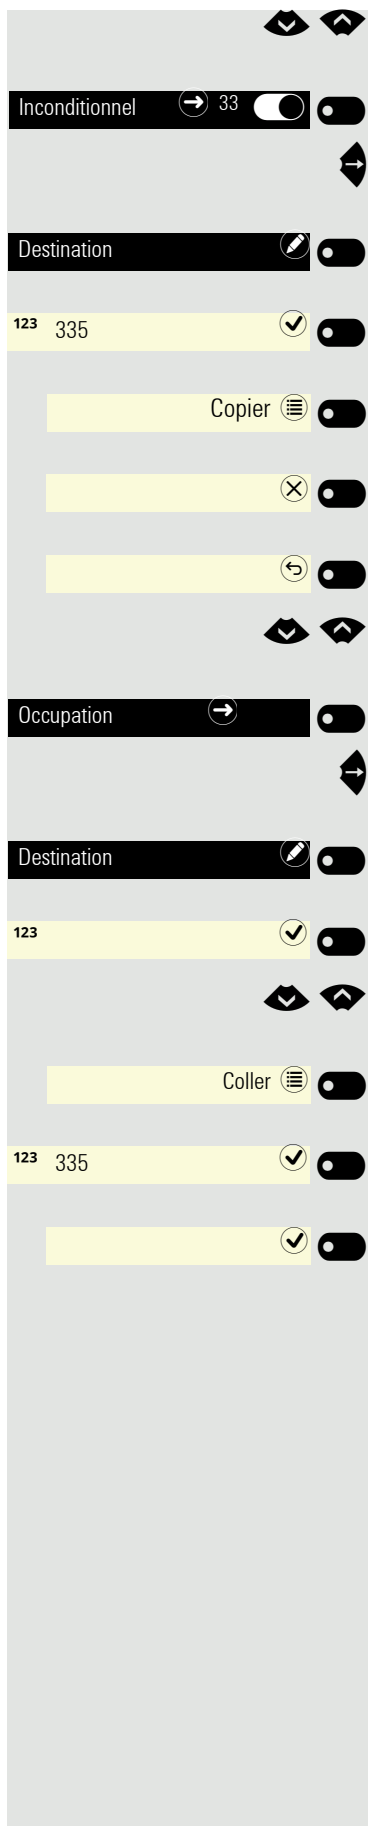 Inconditionnel 33
Destination
123 335
Copier
Occupation
Destination
123
Coller
123 335